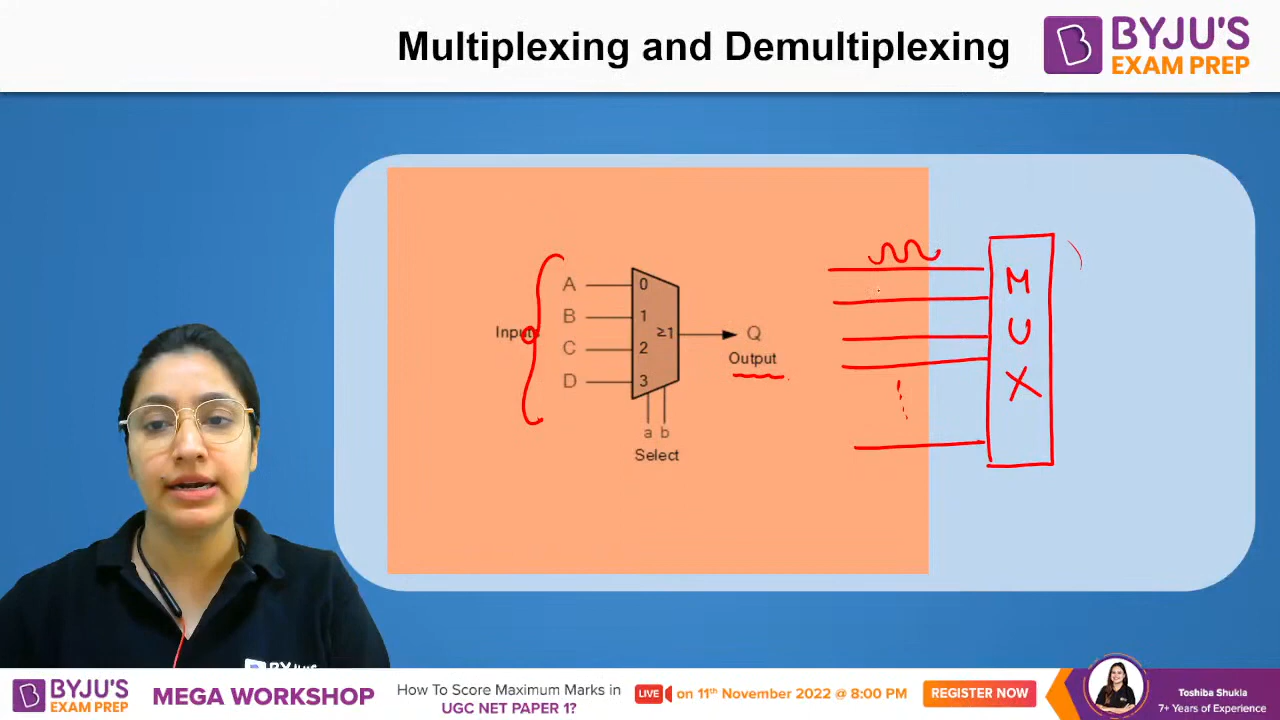 Multiplexing and Demultiplexing
BYJU'S
EXAM PREP
A
B
C
D
Inputs
0
1
2
3
≥1
Q
Output
a b
Select
M
U
X
BYJU'S
BYJU'S
EXAM PREP
MEGA WORKSHOP
How To Score Maximum Marks in
UGC NET PAPER 1?
LIVE
on 11th November 2022 @ 8:00 PM
REGISTER NOW
Toshiba Shukla
7+ Years of Experience